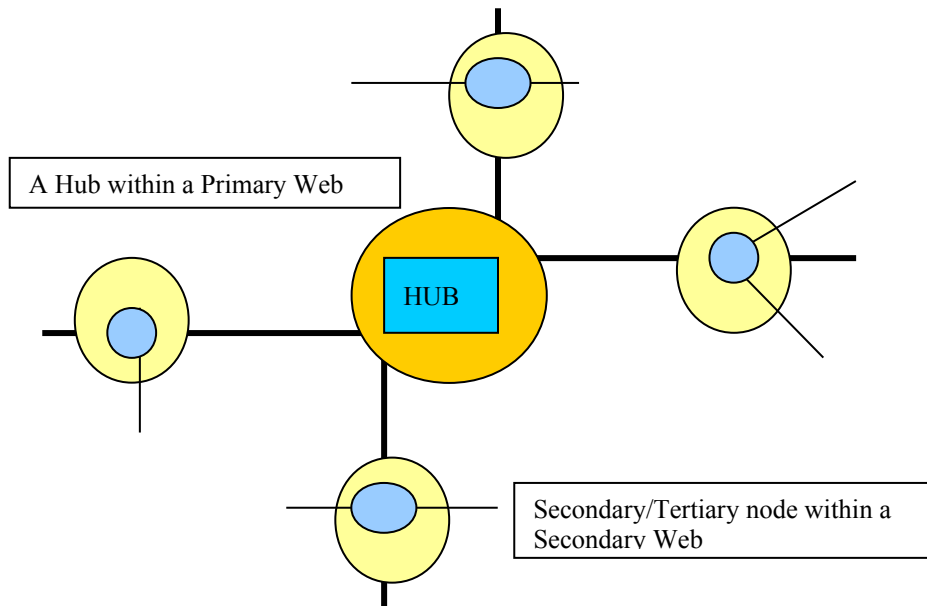 A Hub within a Primary Web
HUB
Secondary/Tertiary node within a
Secondary Web